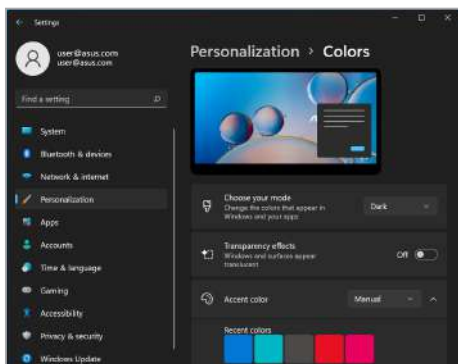 Settings
user@asus.com
user@asus.com
Find a setting
System
Bluetooth & devices
Network & internet
Personalization
Apps
Accounts
Time & language
Gaming
Accessibility
Privacy & security
Windows Update
Personalization > Colors
Choose your mode
Change the colors that appear in
Windows and your apps
Dark
Transparency effects
Windows and surfaces appear
translucent
Off
Accent color
Manual
Recent colors